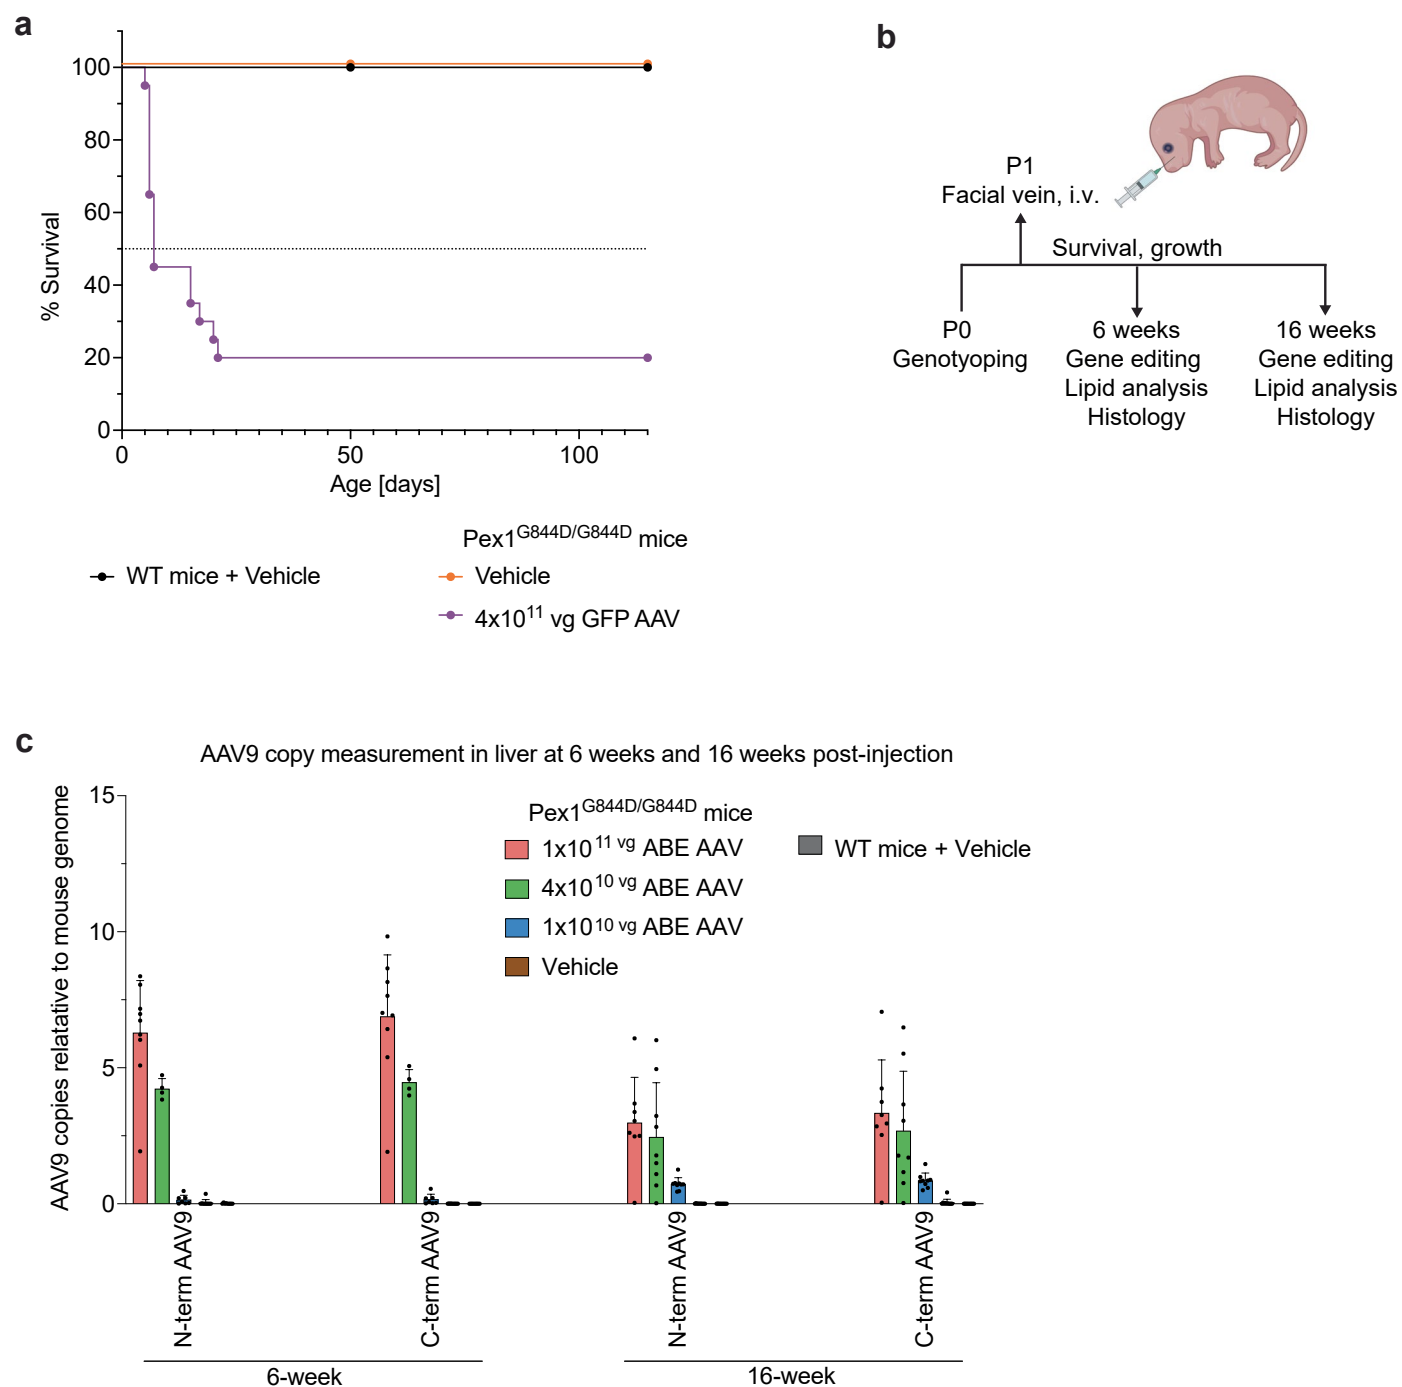 a
100
80
60
40
20
0
% Survival
0 50 100
Age [days]
Pex1G844D/G844D mice
WT mice + Vehicle
Vehicle
4x10¹¹ vg GFP AAV
b
P1
Facial vein, i.v.
Survival, growth
P0
Genotyoping
6 weeks
Gene editing
Lipid analysis
Histology
16 weeks
Gene editing
Lipid analysis
Histology
c
AAV9 copy measurement in liver at 6 weeks and 16 weeks post-injection
AAV9 copies relatative to mouse genome
15
10
5
0
Pex1G844D/G844D mice
1x10¹¹ vg ABE AAV
4x10¹⁰ vg ABE AAV
1x10¹⁰ vg ABE AAV
Vehicle
WT mice + Vehicle
N-term AAV9
C-term AAV9
N-term AAV9
C-term AAV9
6-week
16-week